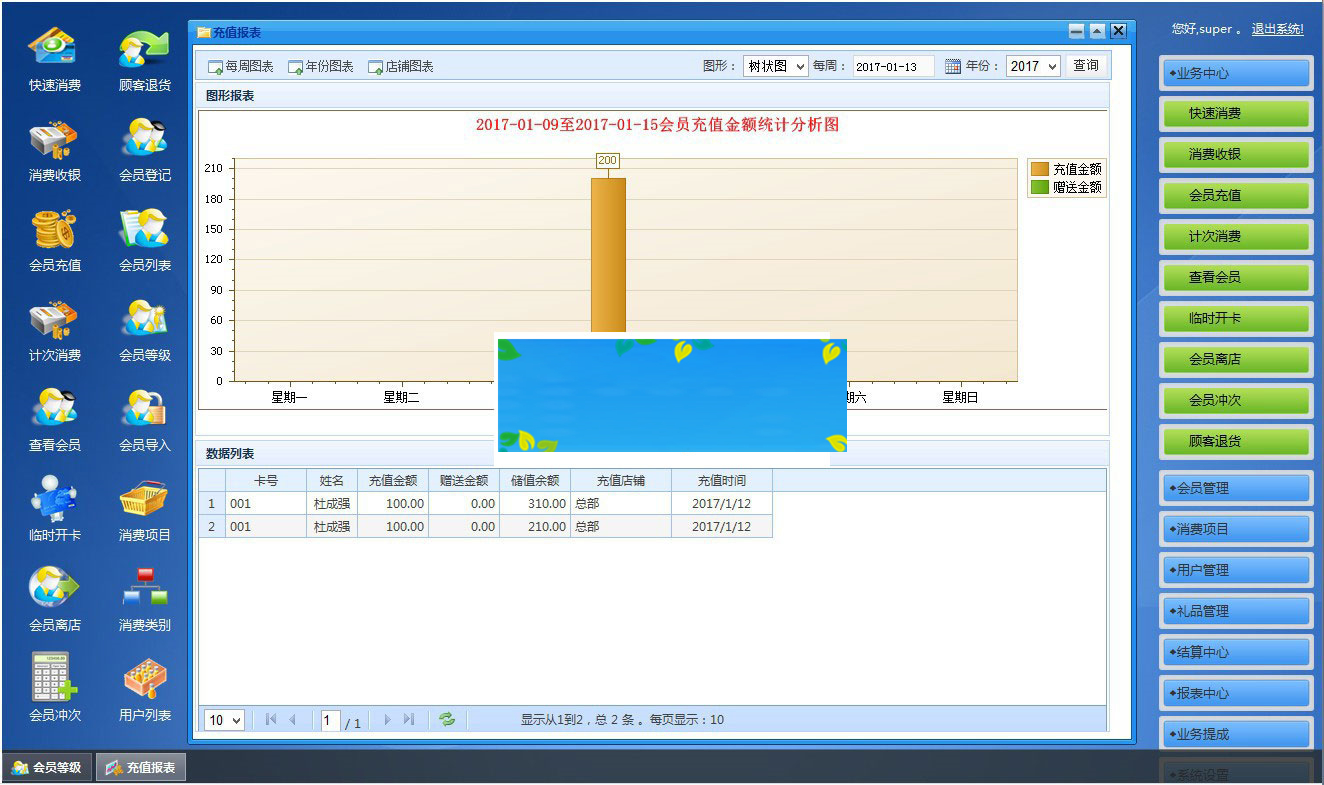 快速消费 顾客退货
消费收银 会员登记
会员充值 会员列表
计次消费 会员等级
查看会员 会员导入
临时开卡 消费项目
会员离店 消费类别
会员冲次 用户列表
充值报表
每周图表 年份图表 店铺图表 图形： 树状图 每周： 2017-01-13 年份： 2017 查询
图形报表
2017-01-09至2017-01-15会员充值金额统计分析图
200
210
180
150
120
90
60
30
0
星期一 星期二 期六 星期日
充值金额
赠送金额
数据列表
卡号 姓名 充值金额 赠送金额 储值余额 充值店铺 充值时间
1 001 杜成强 100.00 0.00 310.00 总部 2017/1/12
2 001 杜成强 100.00 0.00 210.00 总部 2017/1/12
10 1 / 1 显示从1到2，总 2 条 。每页显示：10
您好,super 。 退出系统!
业务中心
快速消费
消费收银
会员充值
计次消费
查看会员
临时开卡
会员离店
会员冲次
顾客退货
会员管理
消费项目
用户管理
礼品管理
结算中心
报表中心
业务提成
系统设置
会员等级 充值报表